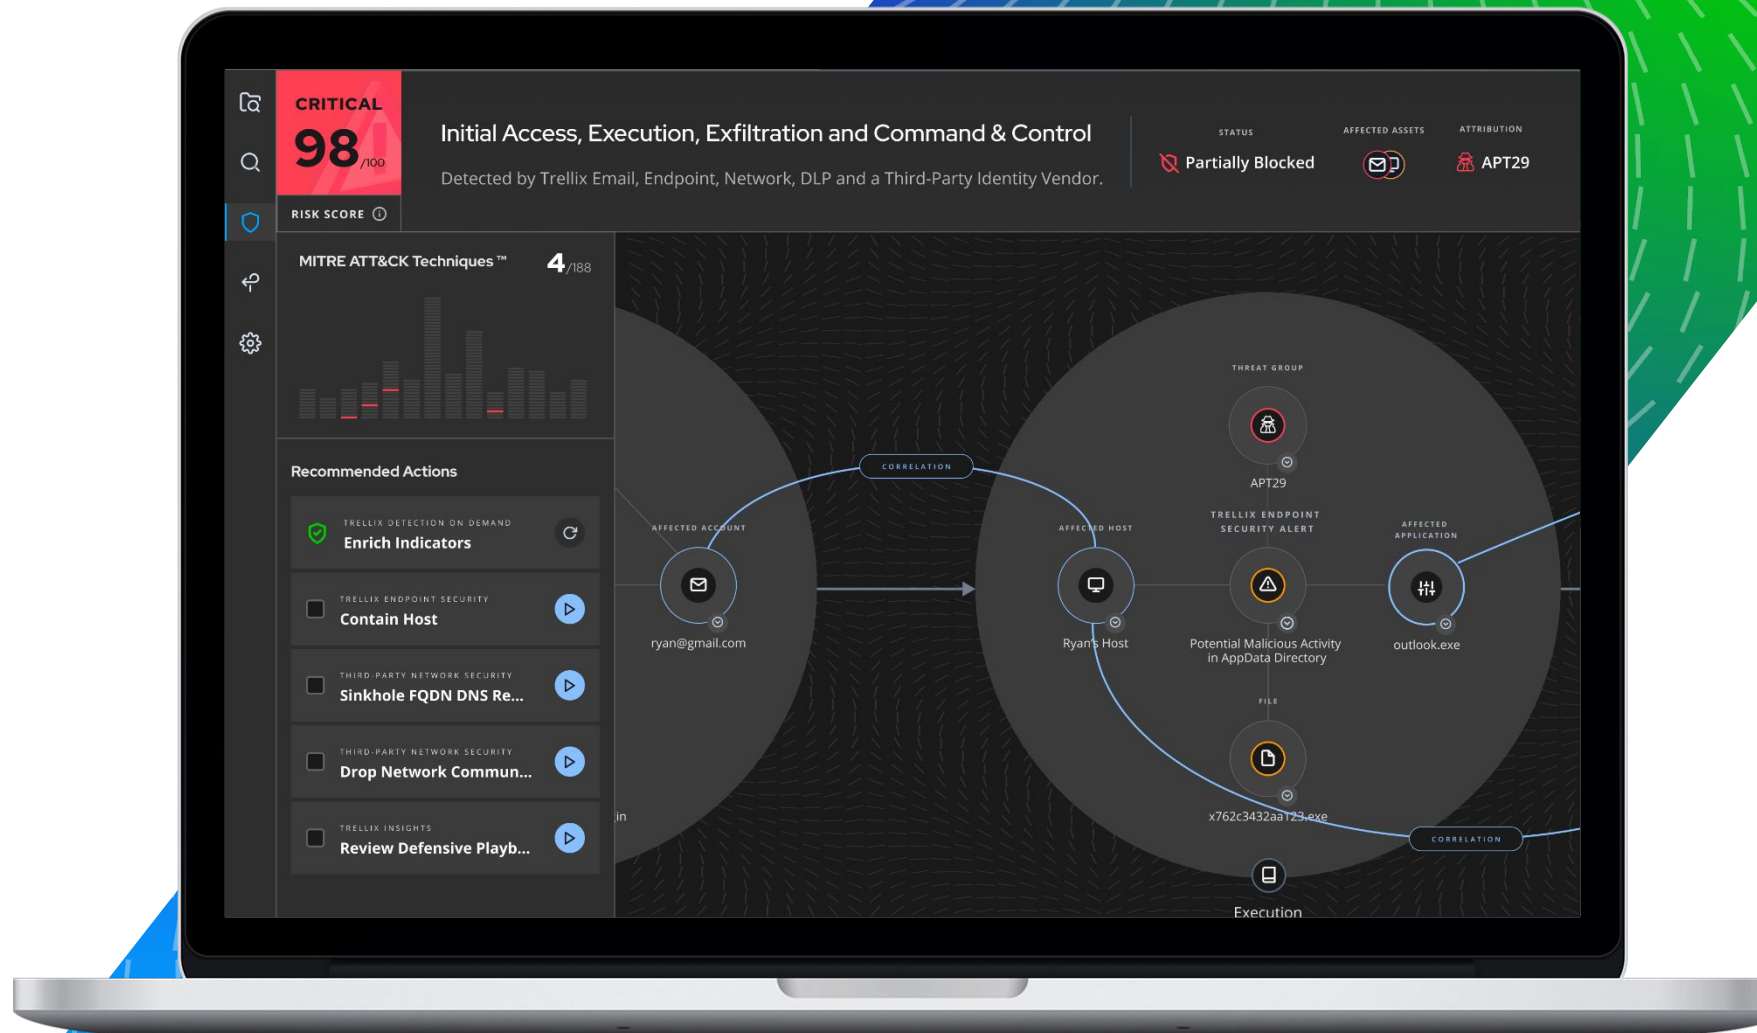 CRITICAL
98/100
RISK SCORE
Initial Access, Execution, Exfiltration and Command & Control
Detected by Trellix Email, Endpoint, Network, DLP and a Third-Party Identity Vendor.
STATUS
Partially Blocked
AFFECTED ASSETS
ATTRIBUTION
APT29
MITRE ATT&CK Techniques™
4/188
Recommended Actions
TRELLIX DETECTION ON DEMAND
Enrich Indicators
TRELLIX ENDPOINT SECURITY
Contain Host
THIRD-PARTY NETWORK SECURITY
Sinkhole FQDN DNS Re...
THIRD-PARTY NETWORK SECURITY
Drop Network Commun...
TRELLIX INSIGHTS
Review Defensive Playb...
AFFECTED ACCOUNT
ryan@gmail.com
CORRELATION
AFFECTED HOST
Ryan's Host
THREAT GROUP
APT29
TRELLIX ENDPOINT
SECURITY ALERT
Potential Malicious Activity
in AppData Directory
AFFECTED
APPLICATION
outlook.exe
FILE
x762c3432aa123.exe
CORRELATION
Execution